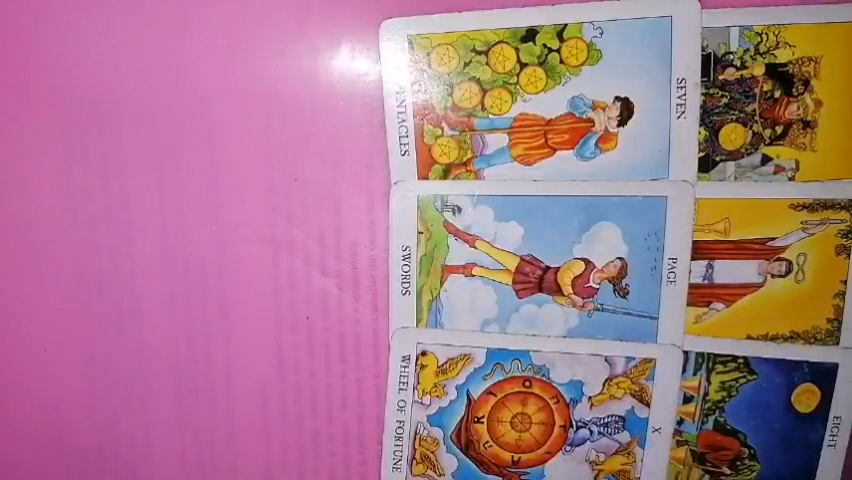 SEVEN
PENTACLES
PAGE
SWORDS
X
WHEEL OF FORTUNE
EIGHT